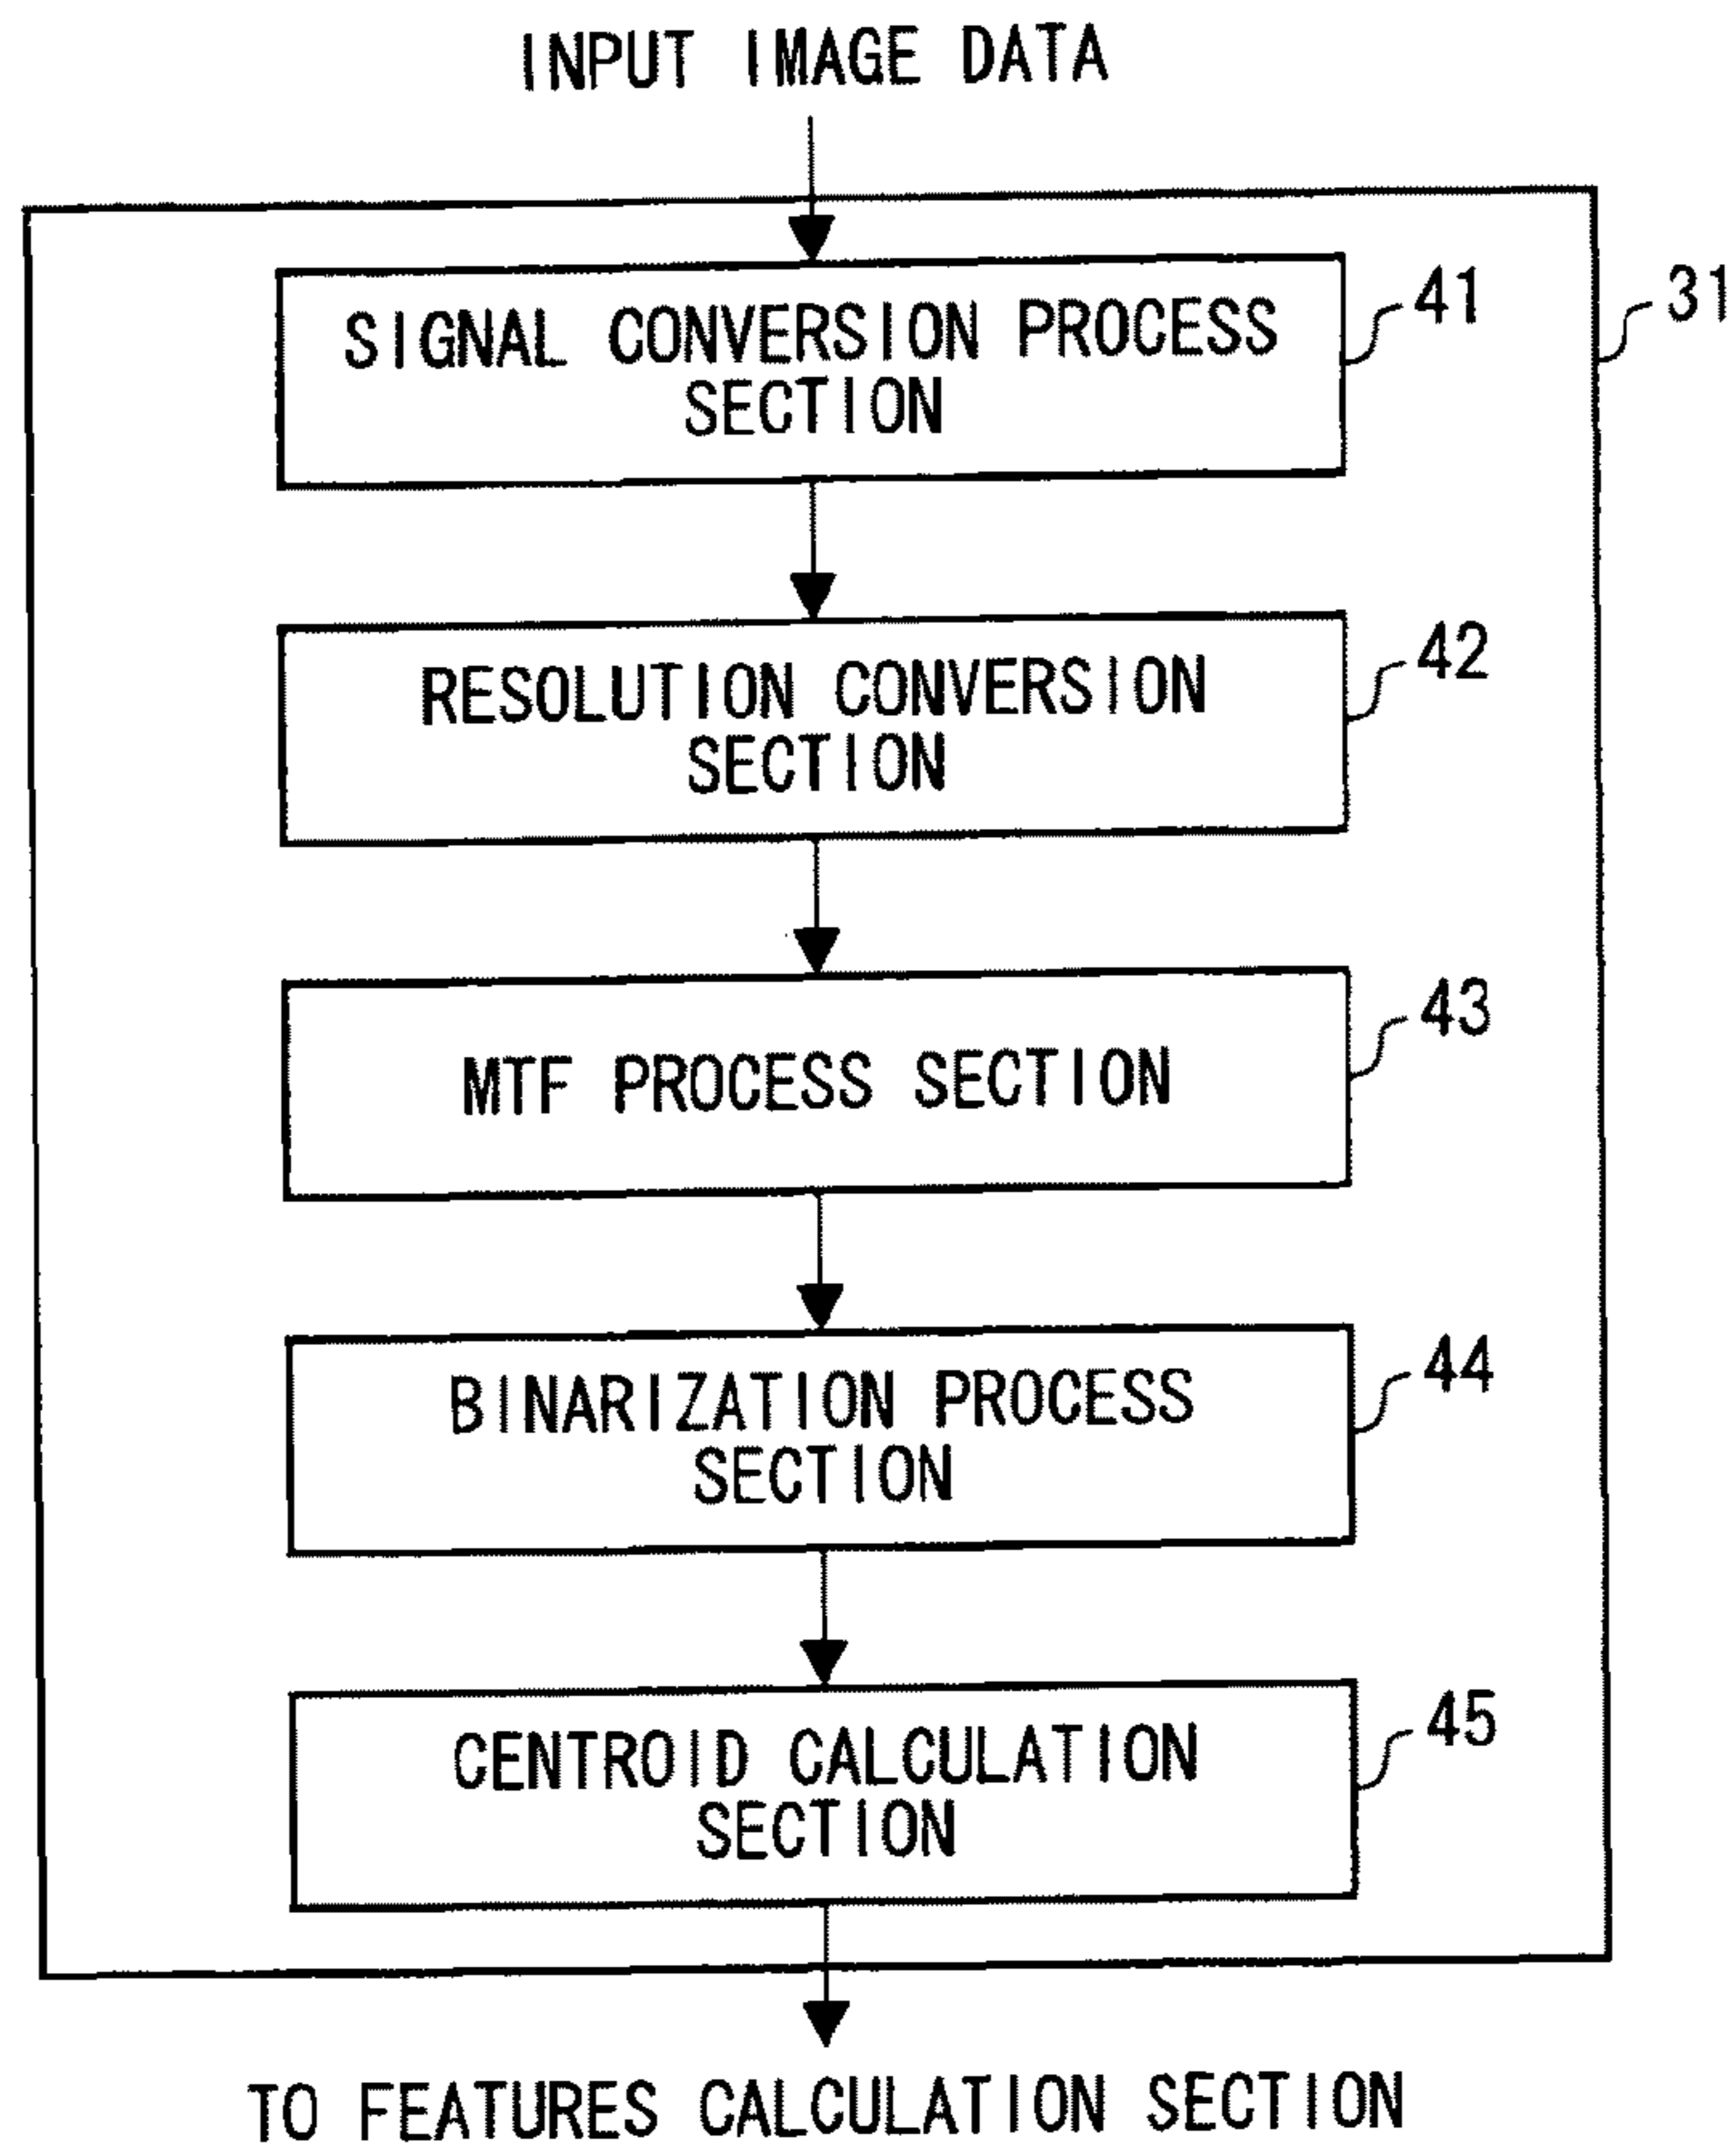 INPUT IMAGE DATA
31
SIGNAL CONVERSION PROCESS
SECTION
41
RESOLUTION CONVERSION
SECTION
42
MTF PROCESS SECTION
43
BINARIZATION PROCESS
SECTION
44
CENTROID CALCULATION
SECTION
45
TO FEATURES CALCULATION SECTION